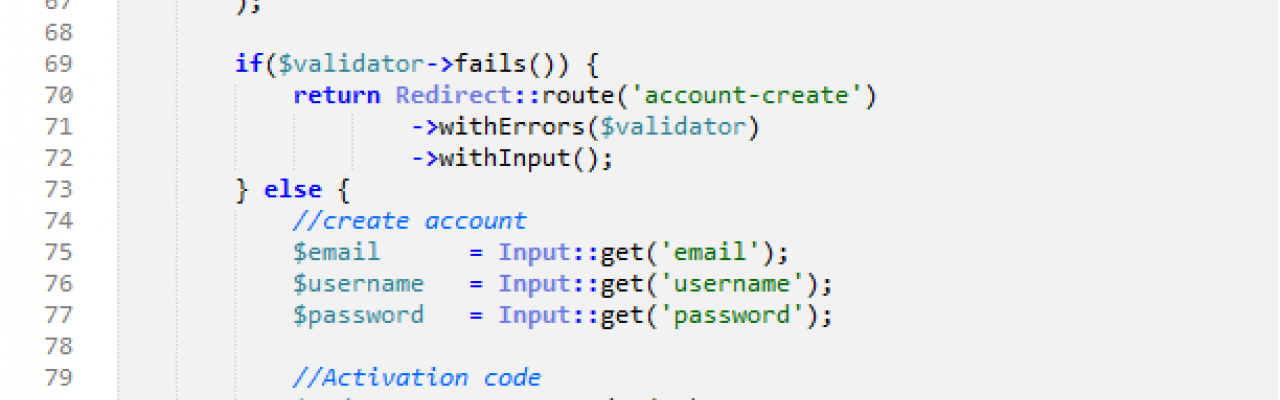 67 );
68
69 if($validator->fails()) {
70 return Redirect::route('account-create')
71 ->withErrors($validator)
72 ->withInput();
73 } else {
74 //create account
75 $email = Input::get('email');
76 $username = Input::get('username');
77 $password = Input::get('password');
78
79 //Activation code